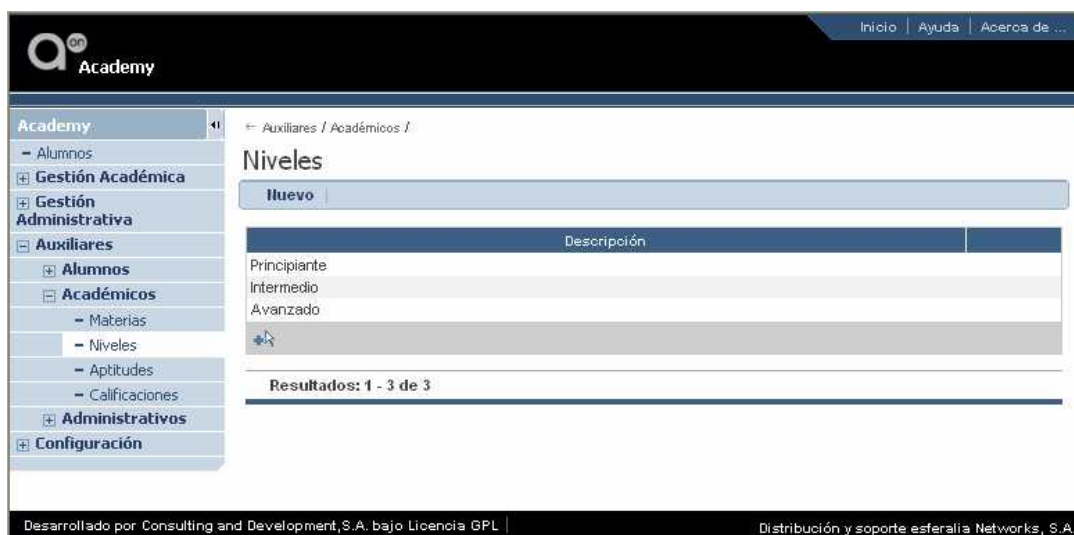 Inicio | Ayuda | Acerca de ...
aon
Academy
Academy
- Alumnos
Gestión Académica
Gestión
Administrativa
Auxiliares
Alumnos
Académicos
- Materias
- Niveles
- Aptitudes
- Calificaciones
Administrativos
Configuración
← Auxiliares / Académicos /
Niveles
Nuevo |
Descripción
Principiante
Intermedio
Avanzado
Resultados: 1 - 3 de 3
Desarrollado por Consulting and Development,S.A. bajo Licencia GPL |
Distribución y soporte esferalia Networks, S.A